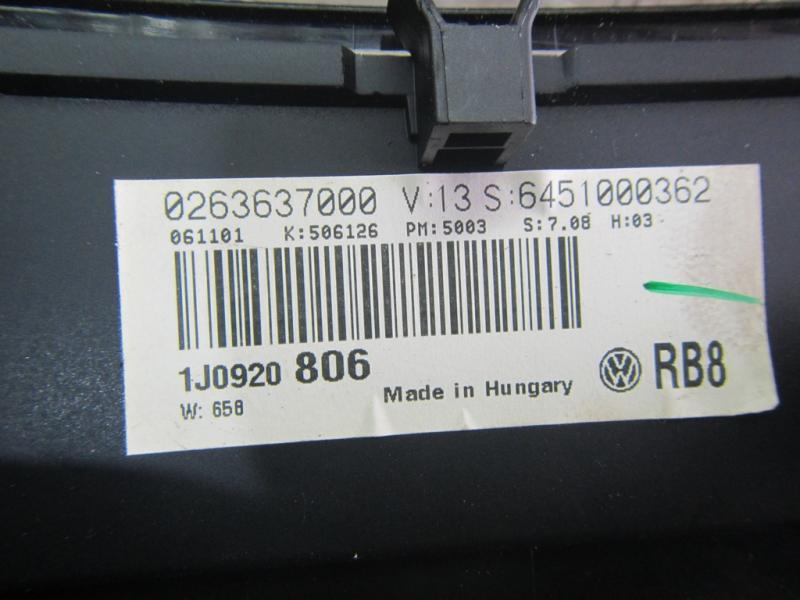 0263637000 V:13 S:6451000362
061101 K:506126 PM:5003 S:7.08 H:03
1J0920 806 Made in Hungary RB8
W: 658